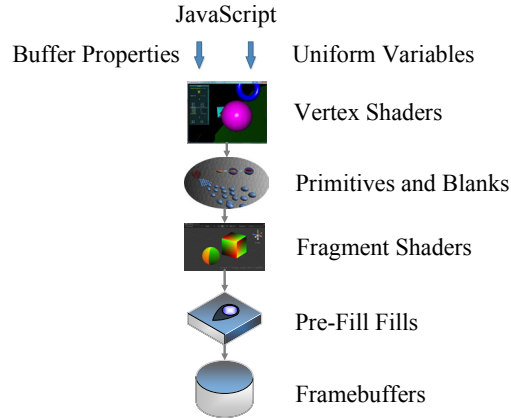 JavaScript
Buffer Properties
Uniform Variables
Vertex Shaders
Primitives and Blanks
Fragment Shaders
Pre-Fill Fills
Framebuffers